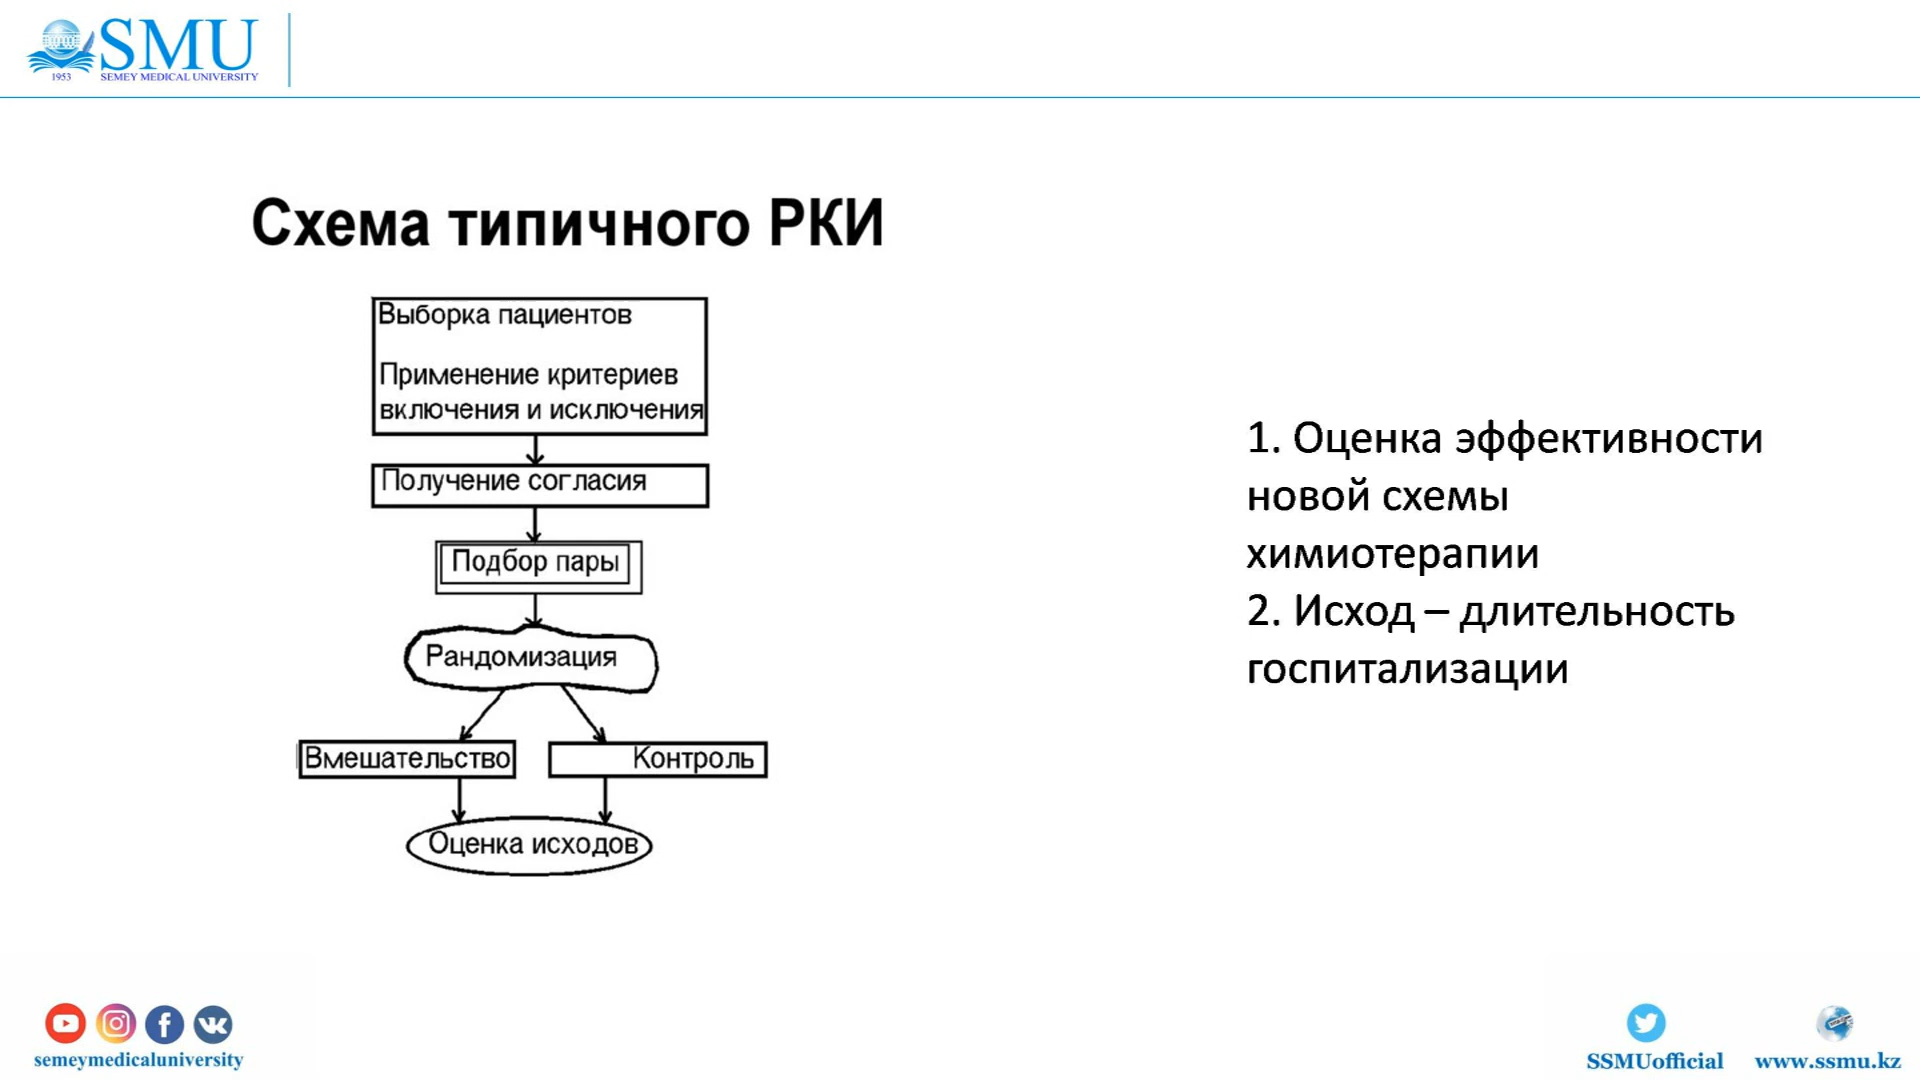 SMU
1953 SEMEY MEDICAL UNIVERSITY
Схема типичного РКИ
Выборка пациентов
Применение критериев
включения и исключения
Получение согласия
Подбор пары
Рандомизация
Вмешательство
Контроль
Оценка исходов
1. Оценка эффективности
новой схемы
химиотерапии
2. Исход – длительность
госпитализации
semeymedicaluniversity
SSMUofficial
www.ssmu.kz